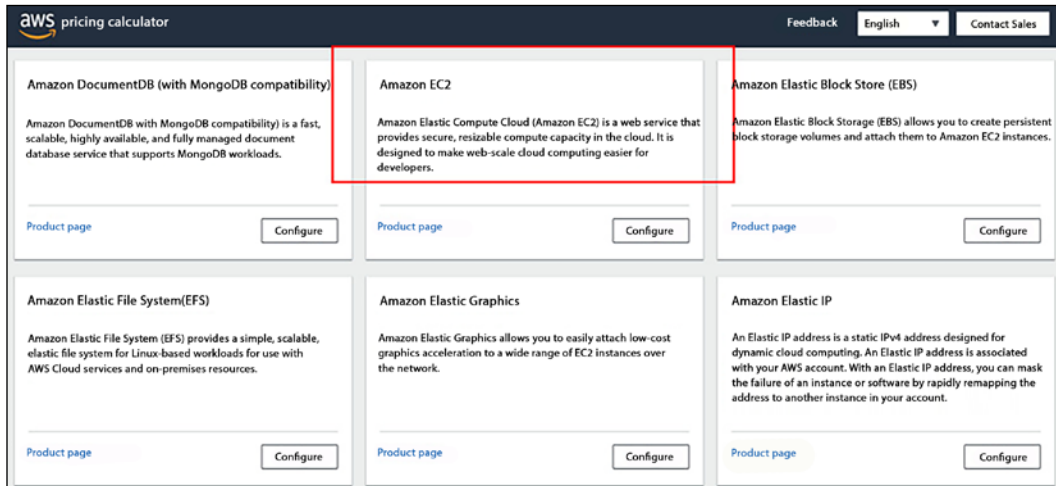 aws pricing calculator
Feedback
English
Contact Sales
Amazon DocumentDB (with MongoDB compatibility)
Amazon DocumentDB with MongoDB compatibility) is a fast,
scalable, highly available, and fully managed document
database service that supports MongoDB workloads.
Product page
Configure
Amazon EC2
Amazon Elastic Compute Cloud (Amazon EC2) is a web service that
provides secure, resizable compute capacity in the cloud. It is
designed to make web-scale cloud computing easier for
developers.
Product page
Configure
Amazon Elastic Block Store (EBS)
Amazon Elastic Block Storage (EBS) allows you to create persistent
block storage volumes and attach them to Amazon EC2 instances.
Product page
Configure
Amazon Elastic File System(EFS)
Amazon Elastic File System (EFS) provides a simple, scalable,
elastic file system for Linux-based workloads for use with
AWS Cloud services and on-premises resources.
Product page
Configure
Amazon Elastic Graphics
Amazon Elastic Graphics allows you to easily attach low-cost
graphics acceleration to a wide range of EC2 instances over
the network.
Product page
Configure
Amazon Elastic IP
An Elastic IP address is a static IPv4 address designed for
dynamic cloud computing. An Elastic IP address is associated
with your AWS account. With an Elastic IP address, you can mask
the failure of an instance or software by rapidly remapping the
address to another instance in your account.
Product page
Configure